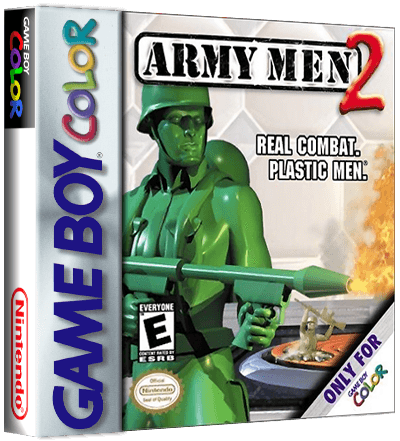 GAME BOY COLOR
Nintendo
GAME BOY COLOR
ARMY MEN 2
REAL COMBAT.
PLASTIC MEN.®
EVERYONE
E
CONTENT RATED BY
ESRB
Official
Nintendo
Seal of Quality
ONLY FOR
GAME BOY
COLOR